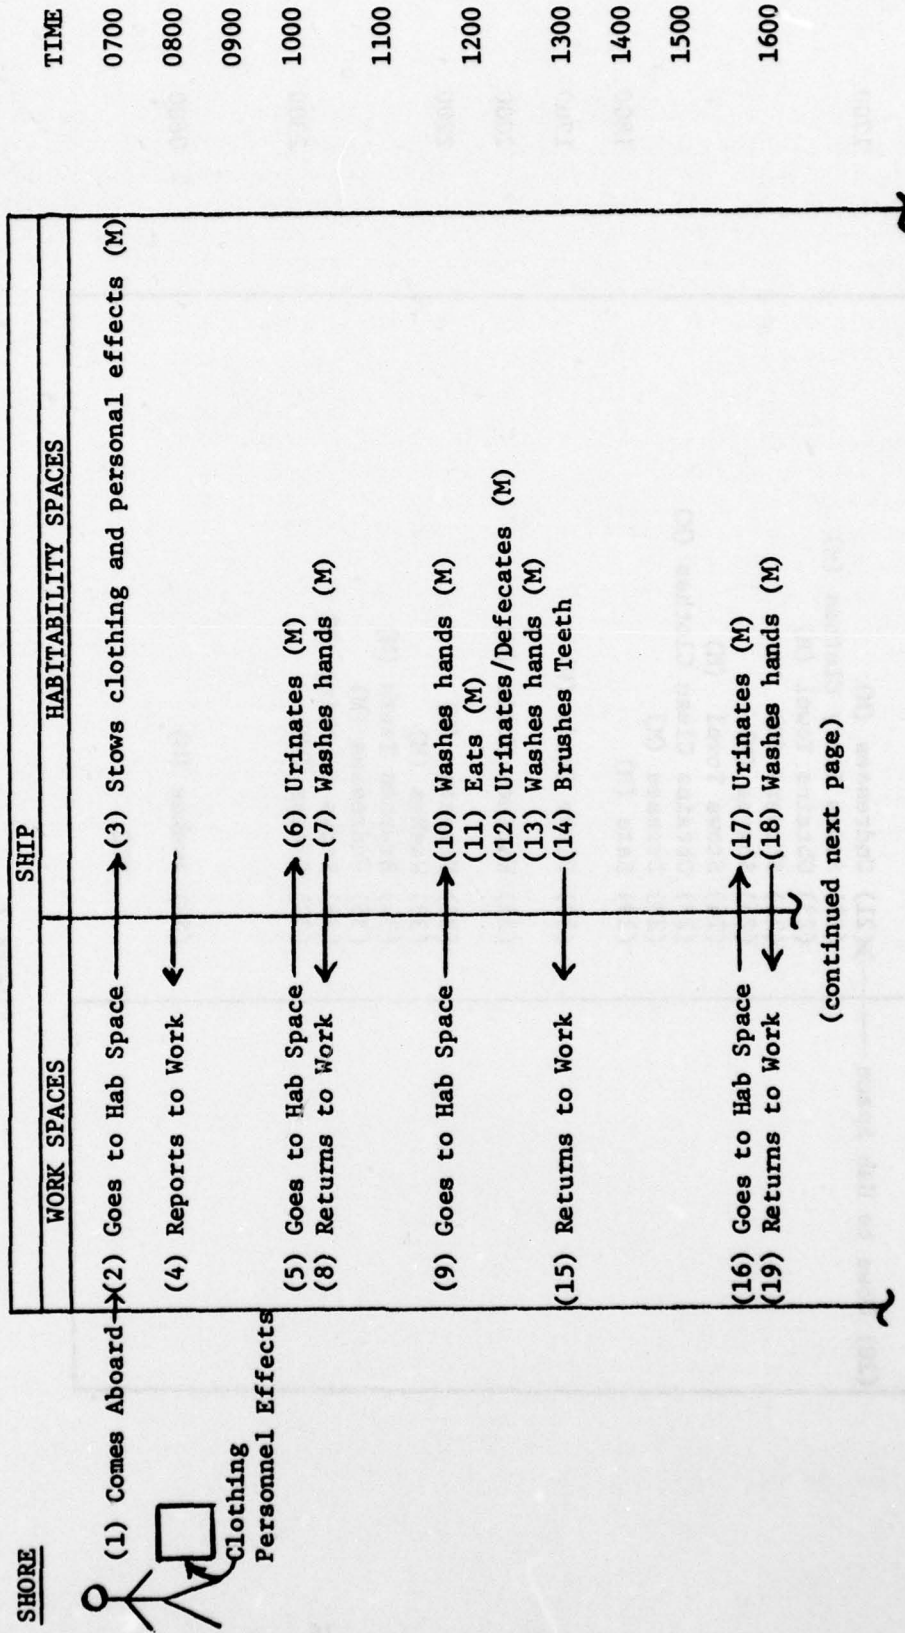 SHORE
SHIP
WORK SPACES HABITABILITY SPACES TIME
(1) Comes Aboard (2) Goes to Hab Space (3) Stows clothing and personal effects (M) 0700
(4) Reports to Work 0800
Clothing
Personnel Effects
0900
(5) Goes to Hab Space (6) Urinates (M) 1000
(8) Returns to Work (7) Washes hands (M)
1100
(9) Goes to Hab Space (10) Washes hands (M) 1200
(11) Eats (M)
(12) Urinates/Defecates (M)
(13) Washes hands (M)
(15) Returns to Work (14) Brushes Teeth 1300
1400
1500
(16) Goes to Hab Space (17) Urinates (M)
(19) Returns to Work (18) Washes hands (M) 1600
(continued next page)